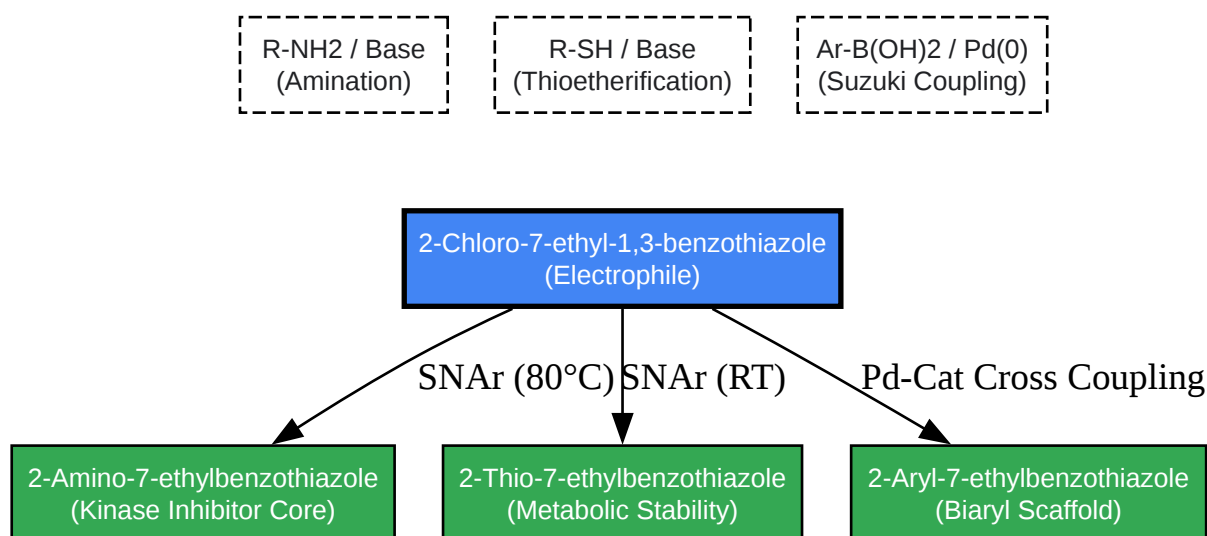 R-NH2 / Base
(Amination)
R-SH / Base
(Thioetherification)
Ar-B(OH)2 / Pd(0)
(Suzuki Coupling)
2-Chloro-7-ethyl-1,3-benzothiazole
(Electrophile)
SNAr (80°C)
SNAr (RT)
Pd-Cat Cross Coupling
2-Amino-7-ethylbenzothiazole
(Kinase Inhibitor Core)
2-Thio-7-ethylbenzothiazole
(Metabolic Stability)
2-Aryl-7-ethylbenzothiazole
(Biaryl Scaffold)